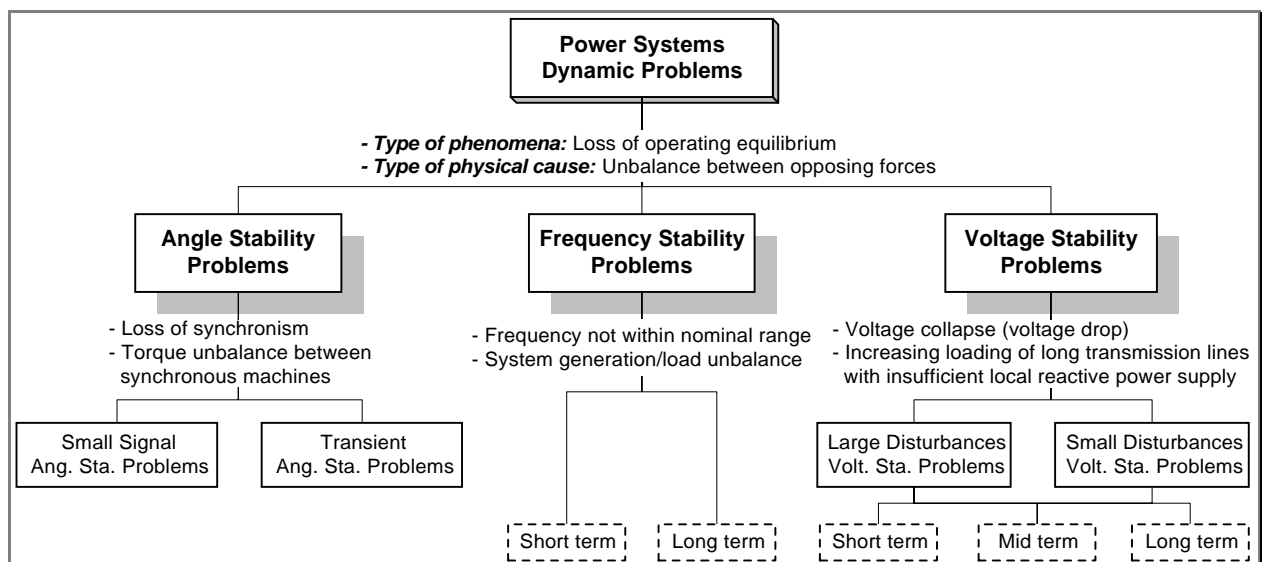 Power Systems
Dynamic Problems
- Type of phenomena: Loss of operating equilibrium
- Type of physical cause: Unbalance between opposing forces
Angle Stability
Problems
- Loss of synchronism
- Torque unbalance between
synchronous machines
Small Signal
Ang. Sta. Problems
Transient
Ang. Sta. Problems
Frequency Stability
Problems
- Frequency not within nominal range
- System generation/load unbalance
Short term
Long term
Voltage Stability
Problems
- Voltage collapse (voltage drop)
- Increasing loading of long transmission lines
with insufficient local reactive power supply
Large Disturbances
Volt. Sta. Problems
Small Disturbances
Volt. Sta. Problems
Short term
Mid term
Long term